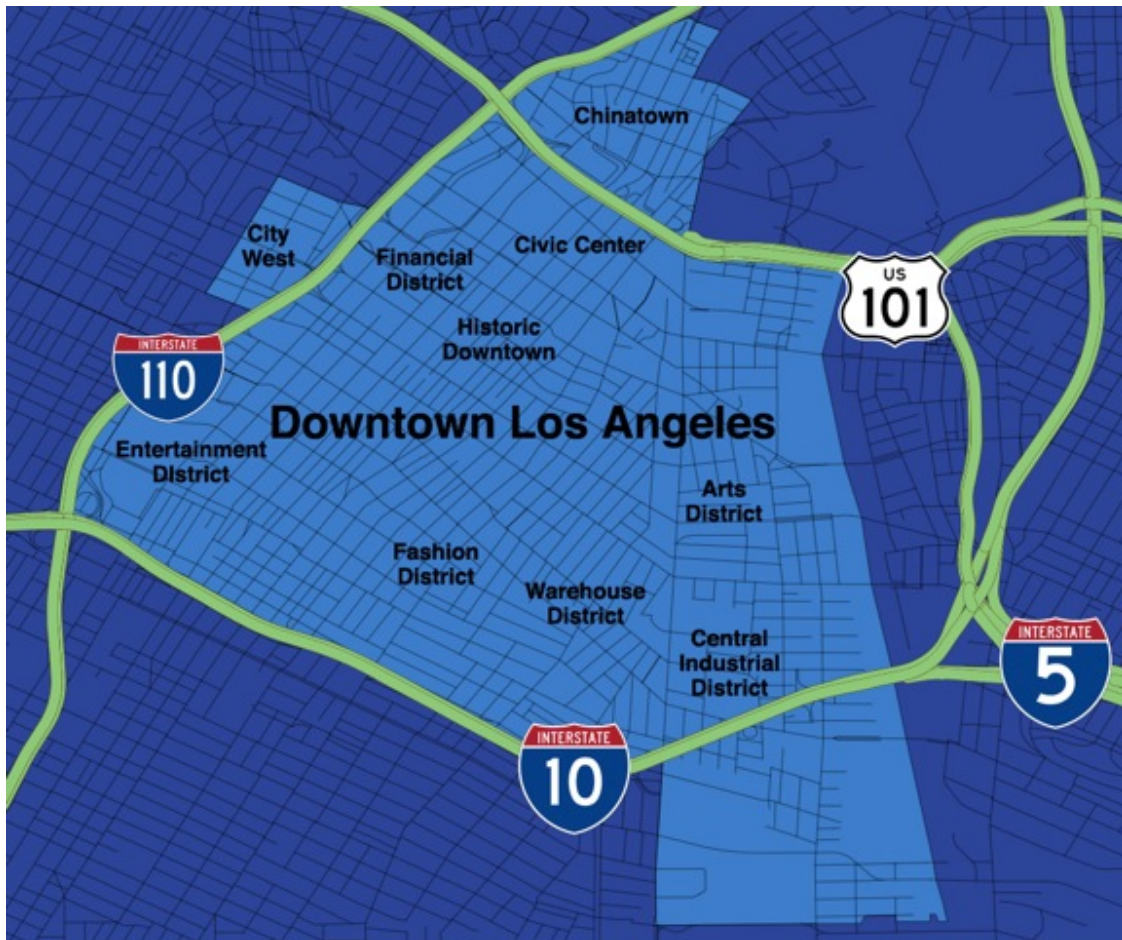 Chinatown
City
West
Financial
District
Civic Center
US
101
Historic
Downtown
INTERSTATE
110
Downtown Los Angeles
Entertainment
DIstrict
Arts
District
Fashion
District
Warehouse
District
Central
Industrial
District
INTERSTATE
5
INTERSTATE
10